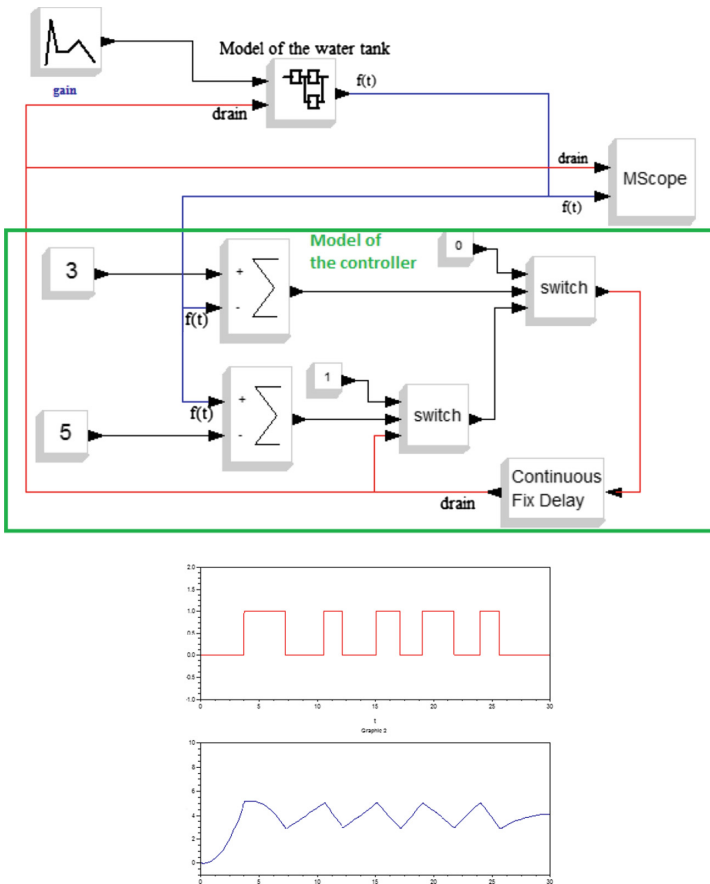 Model of the water tank
gain
f(t)
drain
drain
MScope
f(t)
Model of
the controller
0
3
+
-
switch
f(t)
1
+
f(t)
switch
5
-
Continuous
Fix Delay
drain
2.0
1.5
1.0
0.5
0.0
-0.5
-1.0
0 5 10 15 20 25 30
t
Graphic 2
10
8
6
4
2
0
0 5 10 15 20 25 30